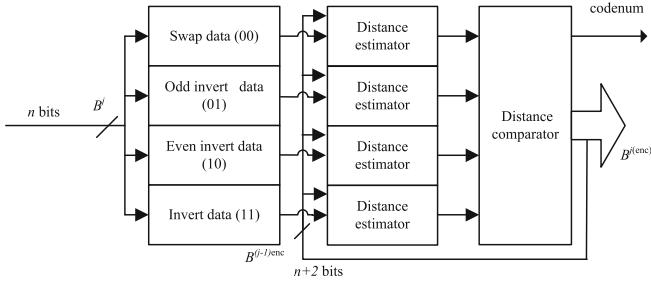 codenum
Swap data (00)
Distance
estimator
Odd invert data
(01)
Distance
estimator
n bits
B^j
Distance
comparator
Even invert data
(10)
Distance
estimator
B^j(enc)
Invert data (11)
Distance
estimator
B^(j-1)enc
n+2 bits